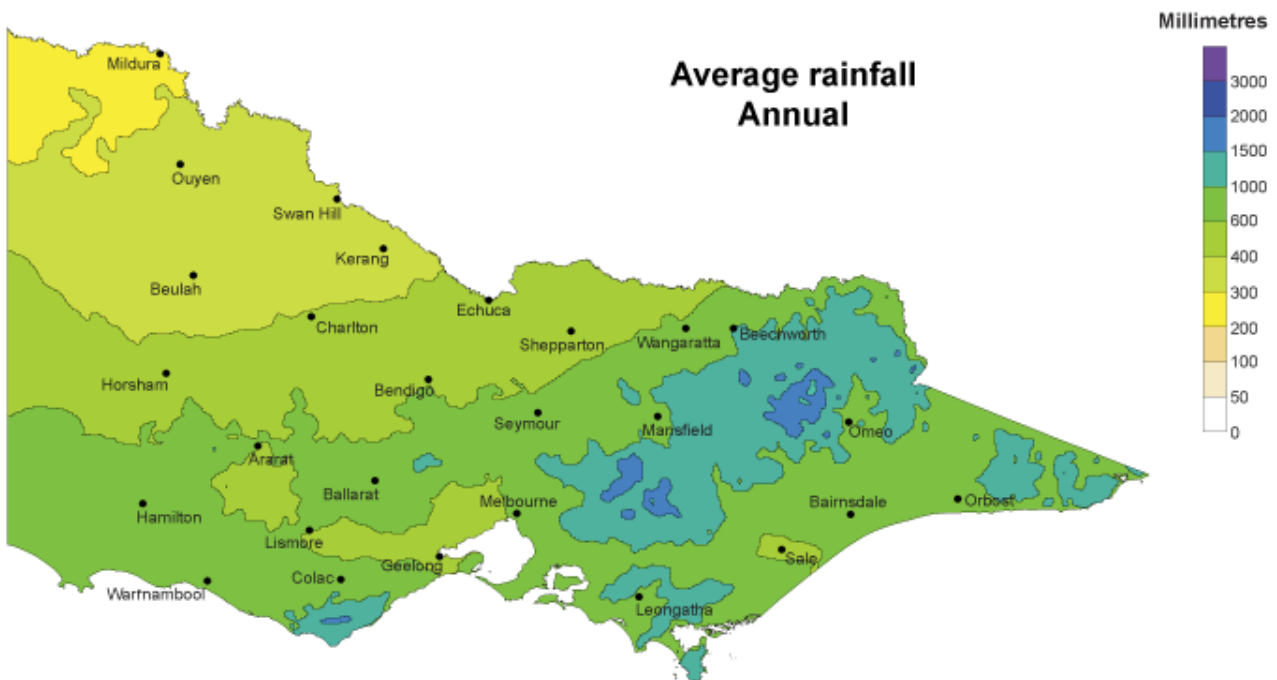 Average rainfall
Annual
Millimetres
3000
2000
1500
1000
600
400
300
200
100
50
0
Mildura
Ouyen
Swan Hill
Kerang
Beulah
Echuca
Charlton
Shepparton
Wangaratta
Beechworth
Horsham
Bendigo
Seymour
Mansfield
Omeo
Ararat
Ballarat
Melbourne
Bairnsdale
Orbost
Hamilton
Lismore
Geelong
Sale
Colac
Warrnambool
Leongatha